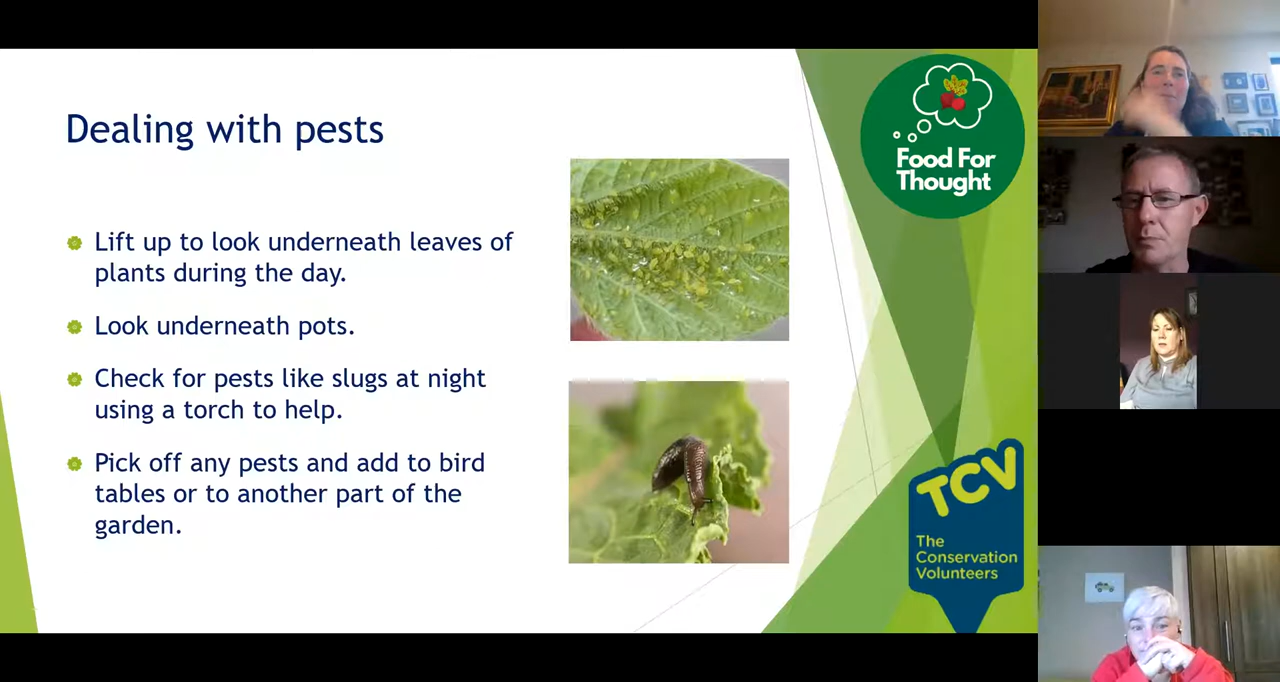 Dealing with pests
Lift up to look underneath leaves of
plants during the day.
Look underneath pots.
Check for pests like slugs at night
using a torch to help.
Pick off any pests and add to bird
tables or to another part of the
garden.
Food For
Thought
TCV
The
Conservation
Volunteers